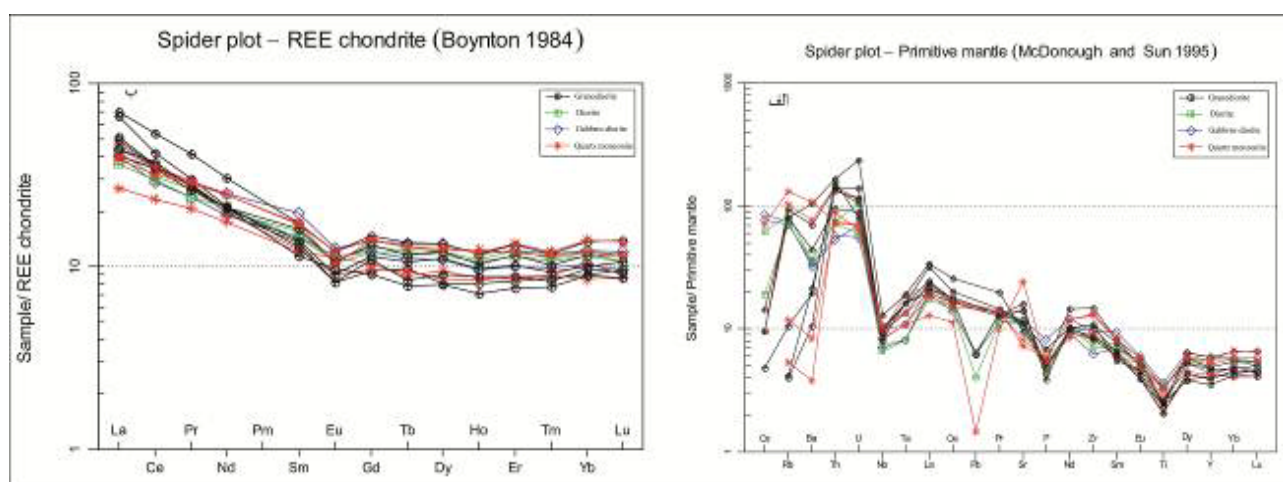 Spider plot – REE chondrite (Boynton 1984)
Sample/ REE chondrite
100
10
1
Granodiorite
Diorite
Gabbro-diorite
Quartz monzonite
La Pr Pm Eu Tb Ho Tm Lu
Ce Nd Sm Gd Dy Er Yb
Spider plot – Primitive mantle (McDonough and Sun 1995)
Sample/ Primitive mantle
1000
100
10
1
Granodiorite
Diorite
Gabbro-diorite
Quartz monzonite
Cs Ba U Ta Ce Pr P Zr Eu Dy Yb
Rb Th Nb La Pb Sr Nd Sm Ti Y Lu